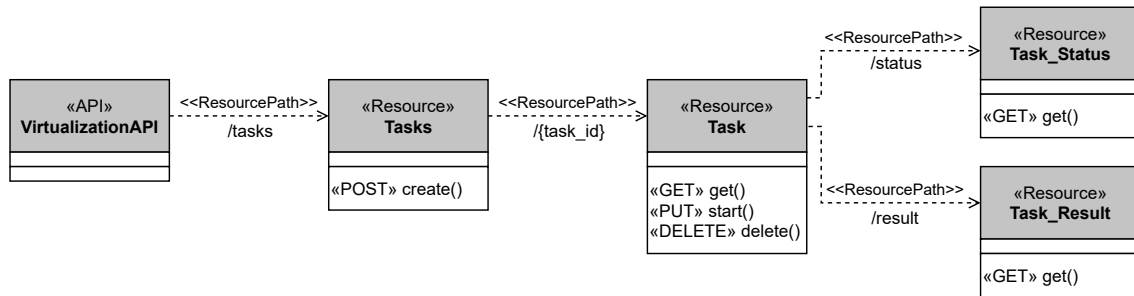 «API»
VirtualizationAPI
<<ResourcePath>>
/tasks
«Resource»
Tasks
«POST» create()
<<ResourcePath>>
/{task_id}
«Resource»
Task
«GET» get()
«PUT» start()
«DELETE» delete()
<<ResourcePath>>
/status
«Resource»
Task_Status
«GET» get()
<<ResourcePath>>
/result
«Resource»
Task_Result
«GET» get()